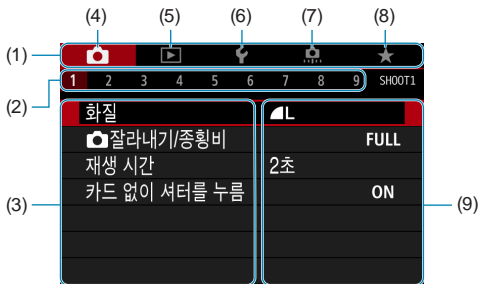 (4) (5) (6) (7) (8)
(1)
(2) 1 2 3 4 5 6 7 8 9 SHOOT1
화질 L
잘라내기/종횡비 FULL
재생 시간 2초
카드 없이 셔터를 누름 ON
(3) (9)